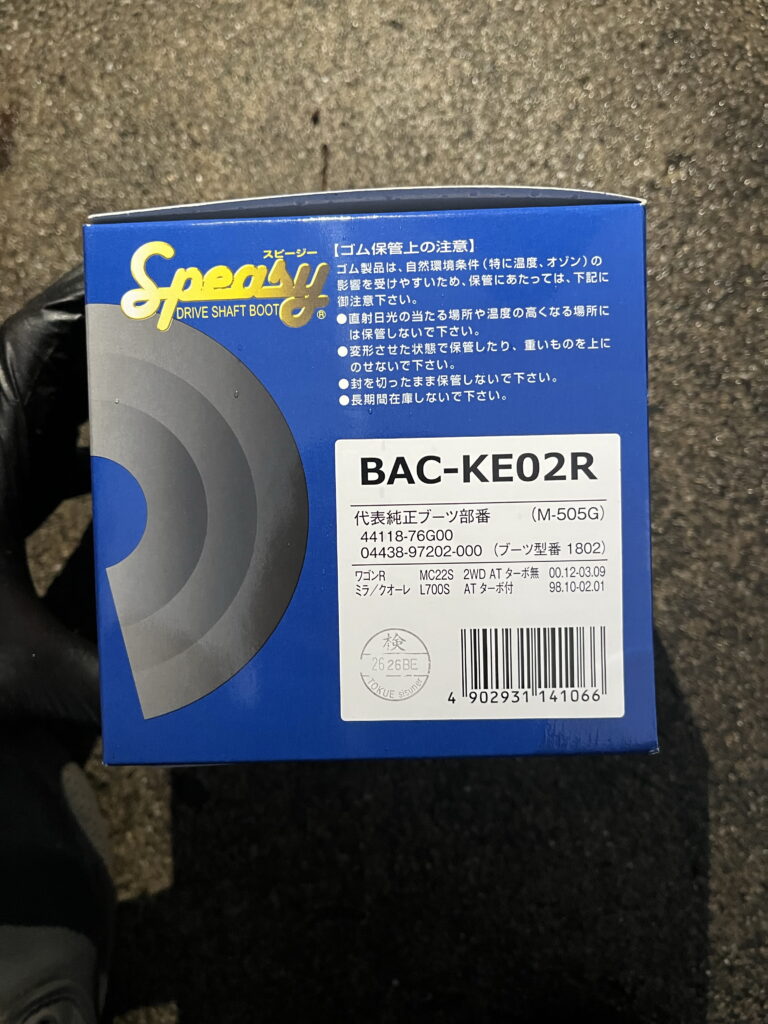 スピージー
Speasy
DRIVE SHAFT BOOT ®
【ゴム保管上の注意】
ゴム製品は、自然環境条件(特に温度、オゾン)の
影響を受けやすいため、保管にあたっては、下記に
御注意下さい。
●直射日光の当たる場所や温度の高くなる場所に
は保管しないで下さい。
●変形させた状態で保管したり、重いものを上に
のせないで下さい。
●封を切ったまま保管しないで下さい。
●長期間在庫しないで下さい。
BAC-KE02R
代表純正ブーツ部番 (M-505G)
44118-76G00
04438-97202-000 (ブーツ型番 1802)
ワゴンR MC22S 2WD AT ターボ無 00.12-03.09
ミラ/クオーレ L700S AT ターボ付 98.10-02.01
検
26 26BE
TOKUE
4 902931 141066